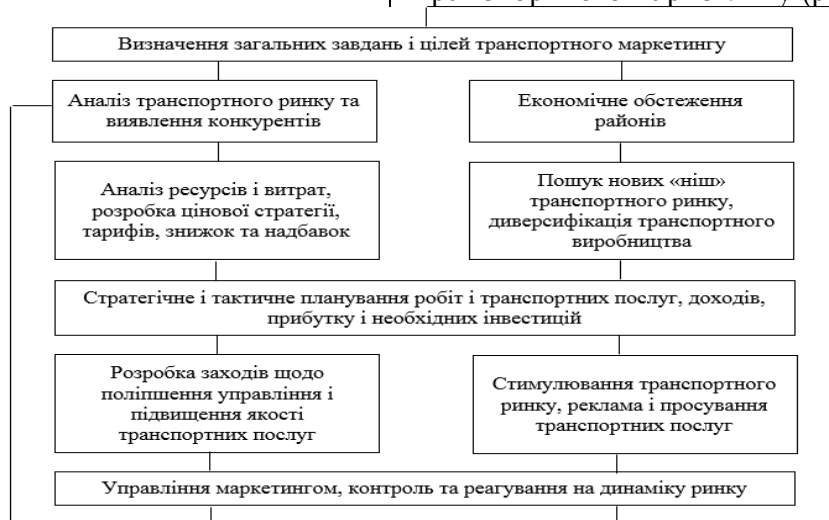 Визначення загальних завдань і цілей транспортного маркетингу
Аналіз транспортного ринку та
виявлення конкурентів
Економічне обстеження
районів
Аналіз ресурсів і витрат,
розробка цінової стратегії,
тарифів, знижок та надбавок
Пошук нових «ніш»
транспортного ринку,
диверсифікація транспортного
виробництва
Стратегічне і тактичне планування робіт і транспортних послуг, доходів,
прибутку і необхідних інвестицій
Розробка заходів щодо
поліпшення управління і
підвищення якості
транспортних послуг
Стимулювання транспортного
ринку, реклама і просування
транспортних послуг
Управління маркетингом, контроль та реагування на динаміку ринку